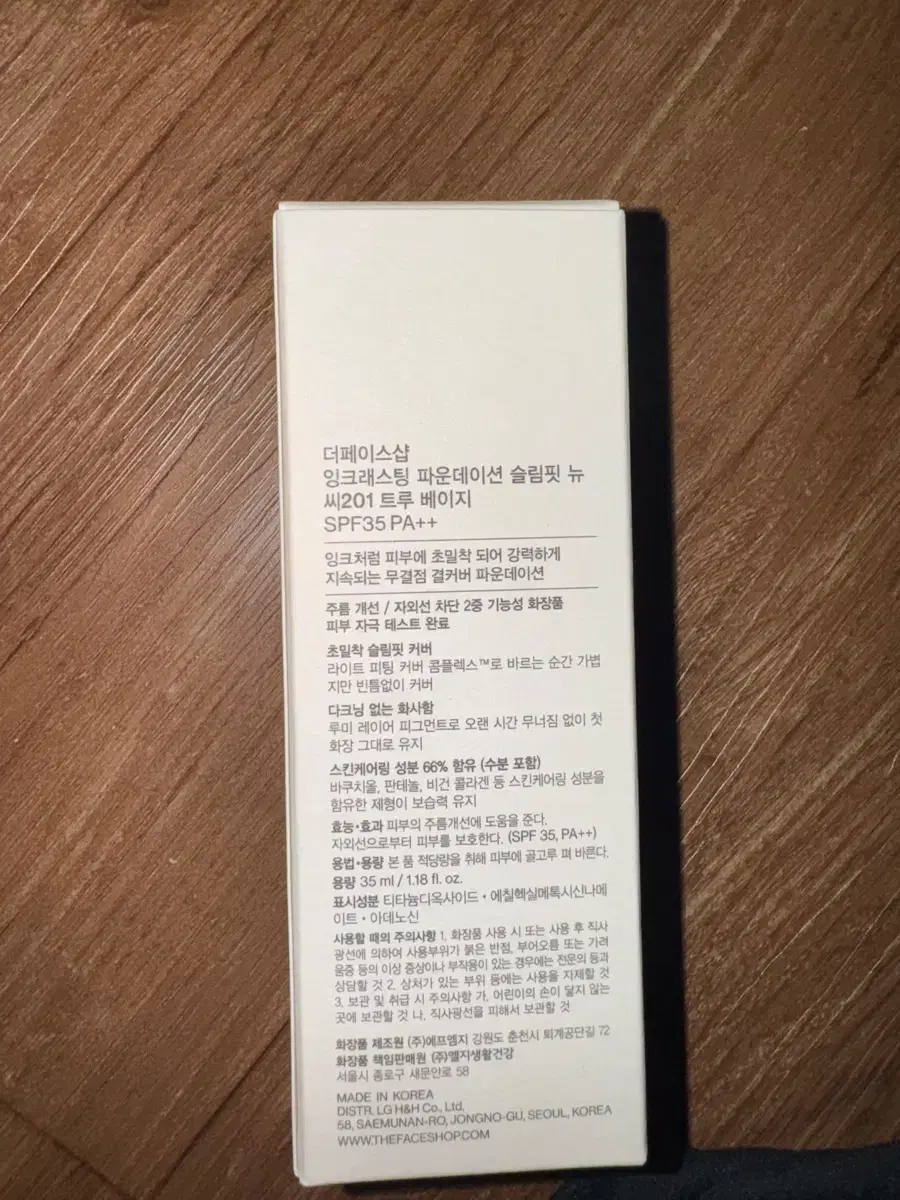 더페이스샵
잉크래스팅 파운데이션 슬림핏 뉴
씨201 트루 베이지
SPF35 PA++
잉크처럼 피부에 초밀착 되어 강력하게
지속되는 무결점 결커버 파운데이션
주름 개선 / 자외선 차단 2중 기능성 화장품
피부 자극 테스트 완료
초밀착 슬림핏 커버
라이트 피팅 커버 콤플렉스™로 바르는 순간 가볍
지만 빈틈없이 커버
다크닝 없는 화사함
루미 레이어 피그먼트로 오랜 시간 무너짐 없이 첫
화장 그대로 유지
스킨케어링 성분 66% 함유 (수분 포함)
바쿠치올, 판테놀, 비건 콜라겐 등 스킨케어링 성분을
함유한 제형이 보습력 유지
효능•효과 피부의 주름개선에 도움을 준다.
자외선으로부터 피부를 보호한다. (SPF 35, PA++)
용법•용량 본 품 적당량을 취해 피부에 골고루 펴 바른다.
용량 35 ml / 1.18 fl. oz.
표시성분 티타늄디옥사이드 • 에칠헥실메톡시신나메
이트 • 아데노신
사용할 때의 주의사항 1. 화장품 사용 시 또는 사용 후 직사
광선에 의하여 사용부위가 붉은 반점, 부어오름 또는 가려
움증 등의 이상 증상이나 부작용이 있는 경우에는 전문의 등과
상담할 것 2. 상처가 있는 부위 등에는 사용을 자제할 것
3. 보관 및 취급 시 주의사항 가. 어린이의 손이 닿지 않는
곳에 보관할 것 나. 직사광선을 피해서 보관할 것
화장품 제조원 (주)에프엠지 강원도 춘천시 퇴계공단길 72
화장품 책임판매원 (주)엘지생활건강
서울시 종로구 새문안로 58
MADE IN KOREA
DISTR. LG H&H Co., Ltd.
58, SAEMUNAN-RO, JONGNO-GU, SEOUL, KOREA
WWW.THEFACESHOP.COM